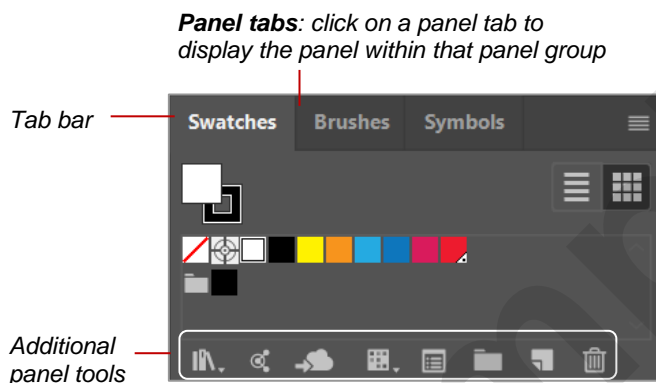 Panel tabs: click on a panel tab to
display the panel within that panel group
Tab bar
Swatches Brushes Symbols
Additional
panel tools